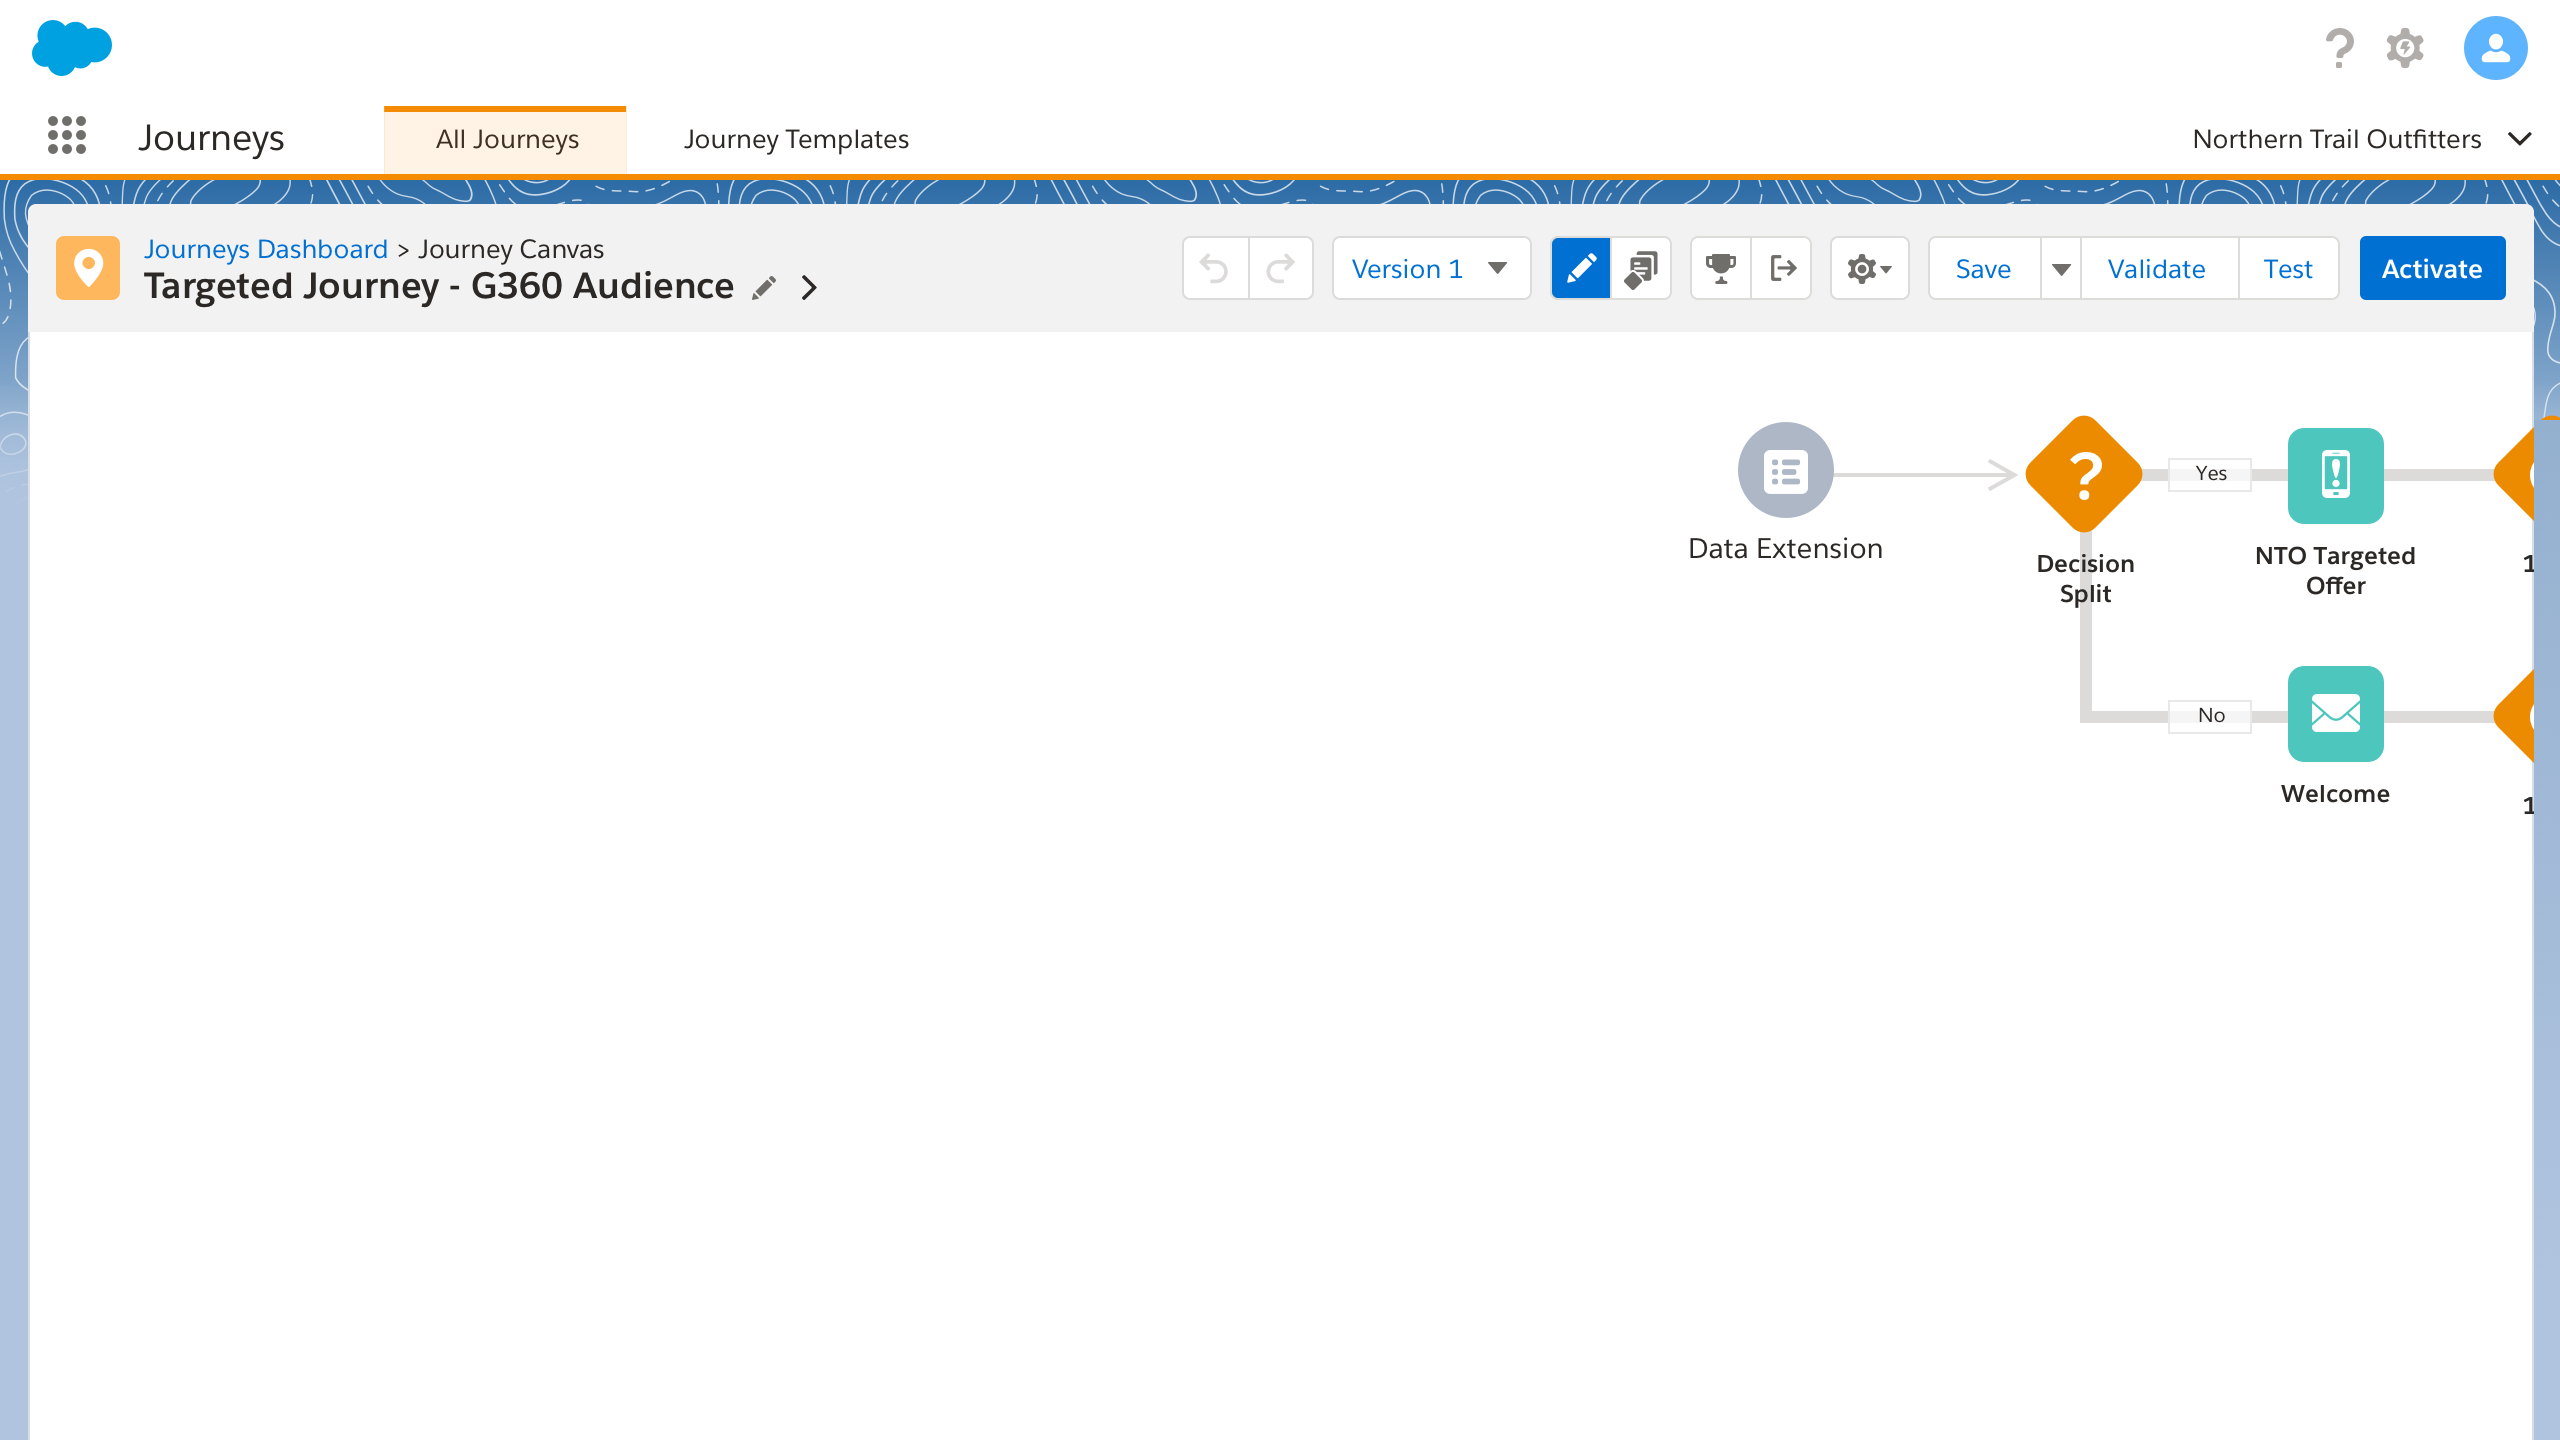 Journeys
All Journeys
Journey Templates
Northern Trail Outfitters
Journeys Dashboard > Journey Canvas
Targeted Journey - G360 Audience
Version 1
Save
Validate
Test
Activate
Data Extension
Decision
Split
Yes
NTO Targeted
Offer
1
No
Welcome
1